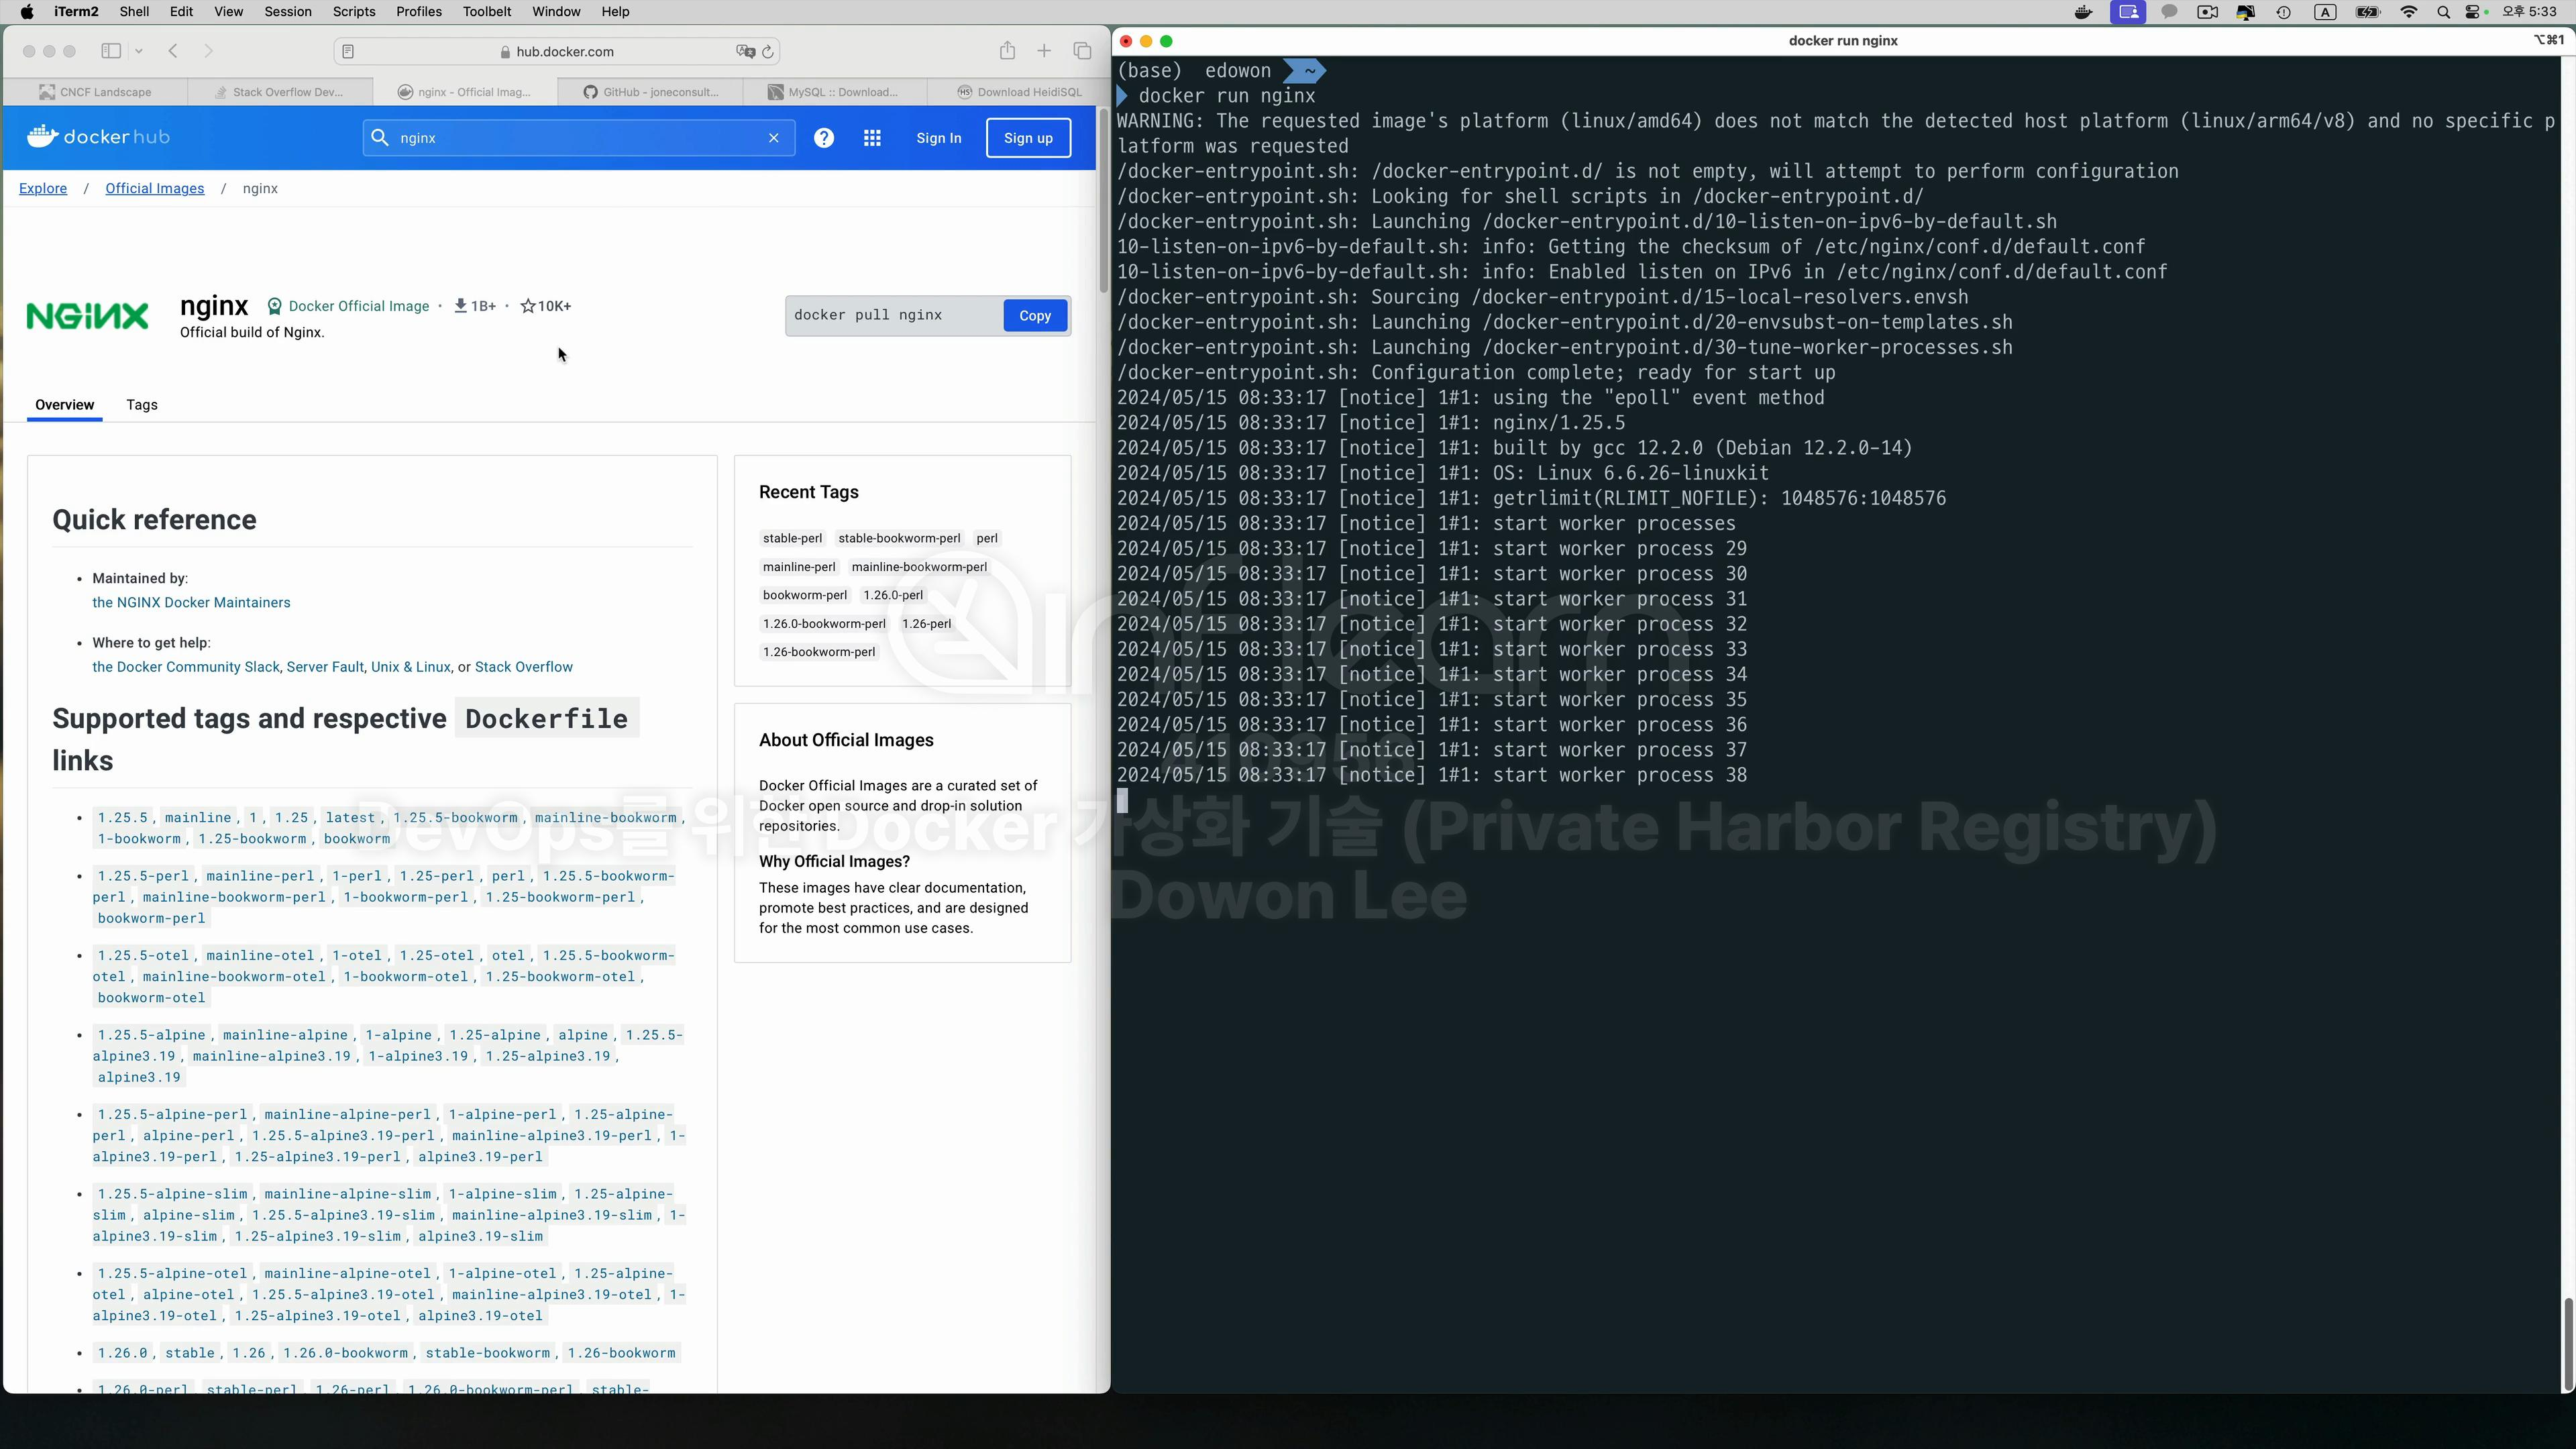 iTerm2 Shell Edit View Session Scripts Profiles Toolbelt Window Help
A 오후 5:33
hub.docker.com
CNCF Landscape
Stack Overflow Dev...
nginx - Official Imag...
GitHub - joneconsult...
MySQL :: Download...
Download HeidiSQL
docker hub
nginx
Sign In
Sign up
Explore / Official Images / nginx
NGINX
nginx Docker Official Image · 1B+ · 10K+
Official build of Nginx.
docker pull nginx
Copy
Overview Tags
Quick reference
• Maintained by:
the NGINX Docker Maintainers
• Where to get help:
the Docker Community Slack, Server Fault, Unix & Linux, or Stack Overflow
Supported tags and respective Dockerfile
links
• 1.25.5, mainline, 1, 1.25, latest, 1.25.5-bookworm, mainline-bookworm,
1-bookworm, 1.25-bookworm, bookworm
• 1.25.5-perl, mainline-perl, 1-perl, 1.25-perl, perl, 1.25.5-bookworm-
perl, mainline-bookworm-perl, 1-bookworm-perl, 1.25-bookworm-perl,
bookworm-perl
• 1.25.5-otel, mainline-otel, 1-otel, 1.25-otel, otel, 1.25.5-bookworm-
otel, mainline-bookworm-otel, 1-bookworm-otel, 1.25-bookworm-otel,
bookworm-otel
• 1.25.5-alpine, mainline-alpine, 1-alpine, 1.25-alpine, alpine, 1.25.5-
alpine3.19, mainline-alpine3.19, 1-alpine3.19, 1.25-alpine3.19,
alpine3.19
• 1.25.5-alpine-perl, mainline-alpine-perl, 1-alpine-perl, 1.25-alpine-
perl, alpine-perl, 1.25.5-alpine3.19-perl, mainline-alpine3.19-perl, 1-
alpine3.19-perl, 1.25-alpine3.19-perl, alpine3.19-perl
• 1.25.5-alpine-slim, mainline-alpine-slim, 1-alpine-slim, 1.25-alpine-
slim, alpine-slim, 1.25.5-alpine3.19-slim, mainline-alpine3.19-slim, 1-
alpine3.19-slim, 1.25-alpine3.19-slim, alpine3.19-slim
• 1.25.5-alpine-otel, mainline-alpine-otel, 1-alpine-otel, 1.25-alpine-
otel, alpine-otel, 1.25.5-alpine3.19-otel, mainline-alpine3.19-otel, 1-
alpine3.19-otel, 1.25-alpine3.19-otel, alpine3.19-otel
• 1.26.0, stable, 1.26, 1.26.0-bookworm, stable-bookworm, 1.26-bookworm
• 1.26.0-perl, stable-perl, 1.26-perl, 1.26.0-bookworm-perl, stable-
Recent Tags
stable-perl stable-bookworm-perl perl
mainline-perl mainline-bookworm-perl
bookworm-perl 1.26.0-perl
1.26.0-bookworm-perl 1.26-perl
1.26-bookworm-perl
About Official Images
Docker Official Images are a curated set of
Docker open source and drop-in solution
repositories.
Why Official Images?
These images have clear documentation,
promote best practices, and are designed
for the most common use cases.
docker run nginx
⌥⌘1
(base) edowon ~
docker run nginx
WARNING: The requested image's platform (linux/amd64) does not match the detected host platform (linux/arm64/v8) and no specific p
latform was requested
/docker-entrypoint.sh: /docker-entrypoint.d/ is not empty, will attempt to perform configuration
/docker-entrypoint.sh: Looking for shell scripts in /docker-entrypoint.d/
/docker-entrypoint.sh: Launching /docker-entrypoint.d/10-listen-on-ipv6-by-default.sh
10-listen-on-ipv6-by-default.sh: info: Getting the checksum of /etc/nginx/conf.d/default.conf
10-listen-on-ipv6-by-default.sh: info: Enabled listen on IPv6 in /etc/nginx/conf.d/default.conf
/docker-entrypoint.sh: Sourcing /docker-entrypoint.d/15-local-resolvers.envsh
/docker-entrypoint.sh: Launching /docker-entrypoint.d/20-envsubst-on-templates.sh
/docker-entrypoint.sh: Launching /docker-entrypoint.d/30-tune-worker-processes.sh
/docker-entrypoint.sh: Configuration complete; ready for start up
2024/05/15 08:33:17 [notice] 1#1: using the "epoll" event method
2024/05/15 08:33:17 [notice] 1#1: nginx/1.25.5
2024/05/15 08:33:17 [notice] 1#1: built by gcc 12.2.0 (Debian 12.2.0-14)
2024/05/15 08:33:17 [notice] 1#1: OS: Linux 6.6.26-linuxkit
2024/05/15 08:33:17 [notice] 1#1: getrlimit(RLIMIT_NOFILE): 1048576:1048576
2024/05/15 08:33:17 [notice] 1#1: start worker processes
2024/05/15 08:33:17 [notice] 1#1: start worker process 29
2024/05/15 08:33:17 [notice] 1#1: start worker process 30
2024/05/15 08:33:17 [notice] 1#1: start worker process 31
2024/05/15 08:33:17 [notice] 1#1: start worker process 32
2024/05/15 08:33:17 [notice] 1#1: start worker process 33
2024/05/15 08:33:17 [notice] 1#1: start worker process 34
2024/05/15 08:33:17 [notice] 1#1: start worker process 35
2024/05/15 08:33:17 [notice] 1#1: start worker process 36
2024/05/15 08:33:17 [notice] 1#1: start worker process 37
2024/05/15 08:33:17 [notice] 1#1: start worker process 38
inflearn
DevOps를 위한 Docker 가상화 기술 (Private Harbor Registry)
Dowon Lee